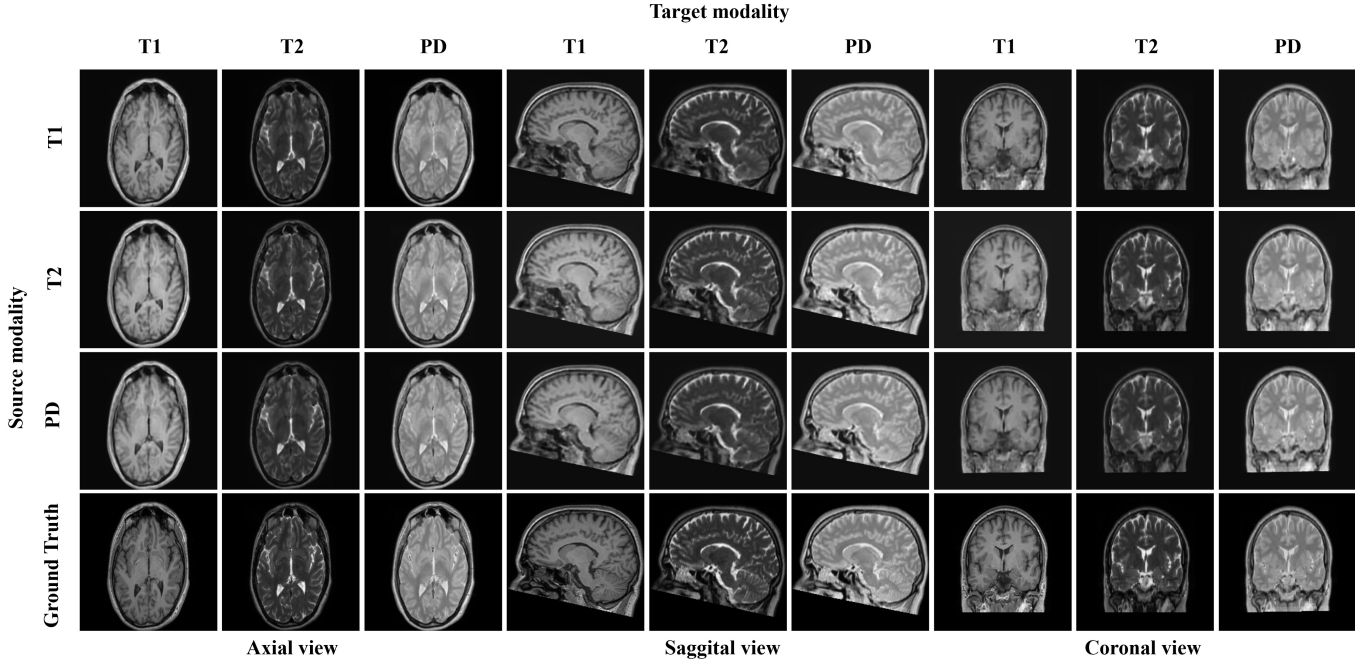 Target modality
T1 T2 PD T1 T2 PD T1 T2 PD
Source modality
T1
T2
PD
Ground Truth
Axial view Saggital view Coronal view